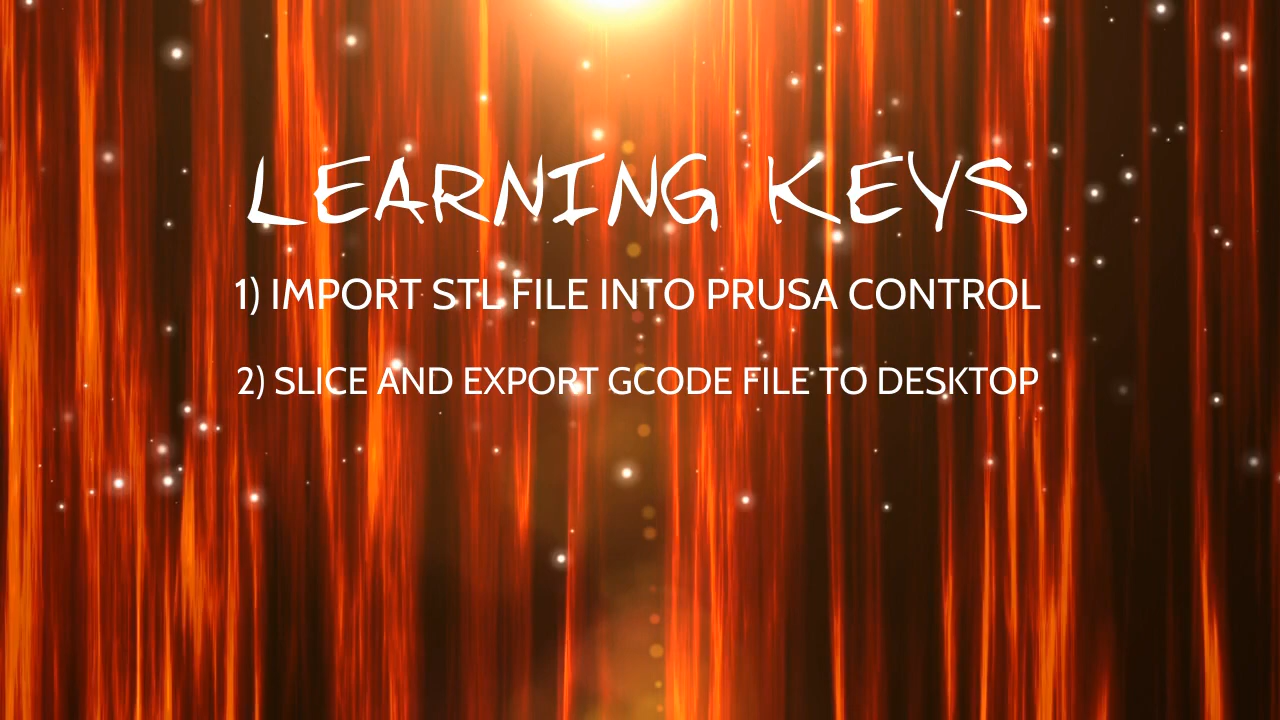 LEARNING KEYS
1) IMPORT STL FILE INTO PRUSA CONTROL
2) SLICE AND EXPORT GCODE FILE TO DESKTOP